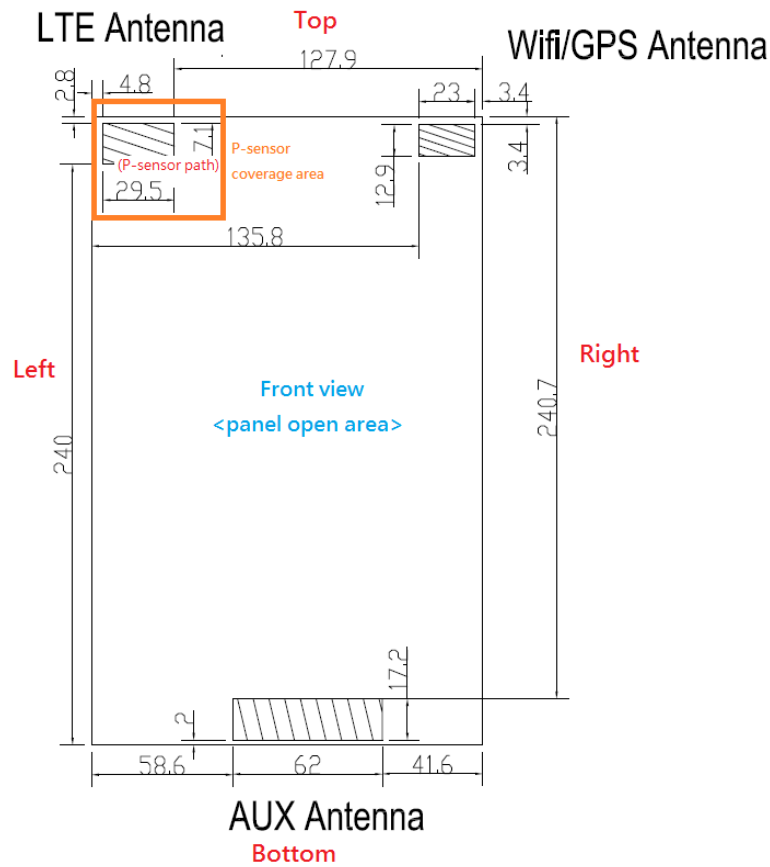 LTE Antenna
Top
Wifi/GPS Antenna
127.9
2.8
4.8
23
3.4
7.1
P-sensor
(P-sensor path)
coverage area
12.9
3.4
29.5
135.8
Left
Right
Front view
<panel open area>
240
240.7
17.2
2
58.6
62
41.6
AUX Antenna
Bottom